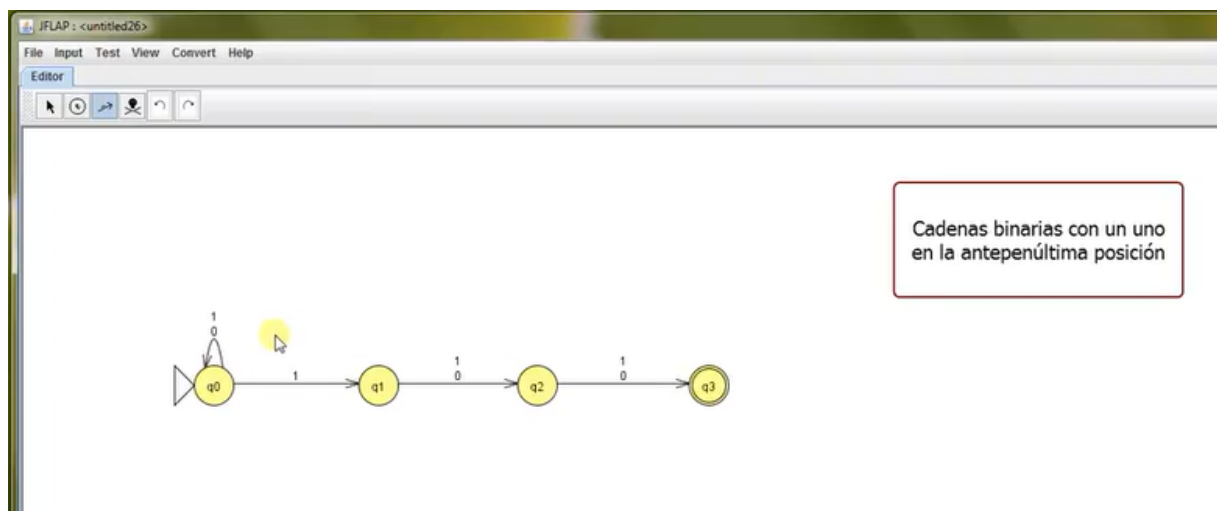 JFLAP : <untitled26>
File Input Test View Convert Help
Editor
Cadenas binarias con un uno
en la antepenúltima posición
1
0
q0
1
q1
1
0
q2
1
0
q3